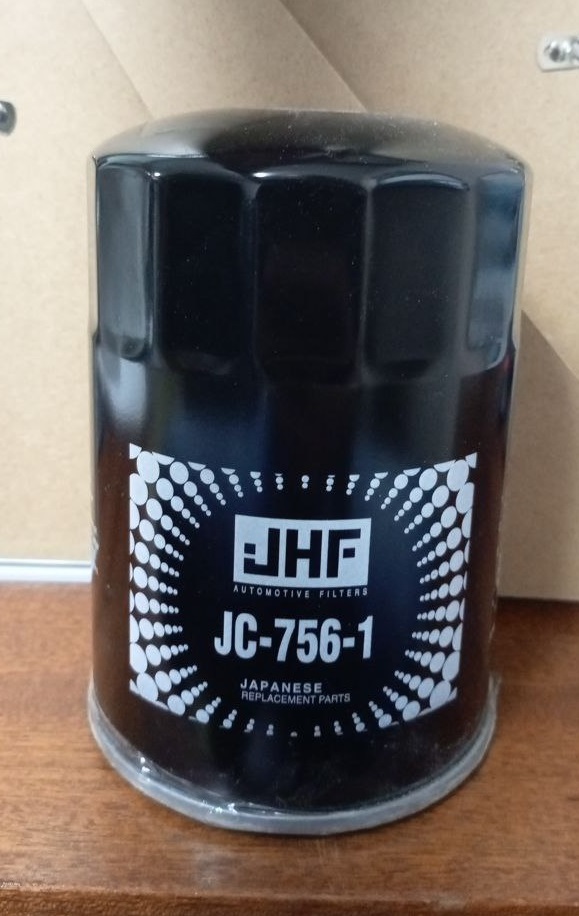 JHF
AUTOMOTIVE FILTERS
JC-756-1
JAPANESE
REPLACEMENT PARTS